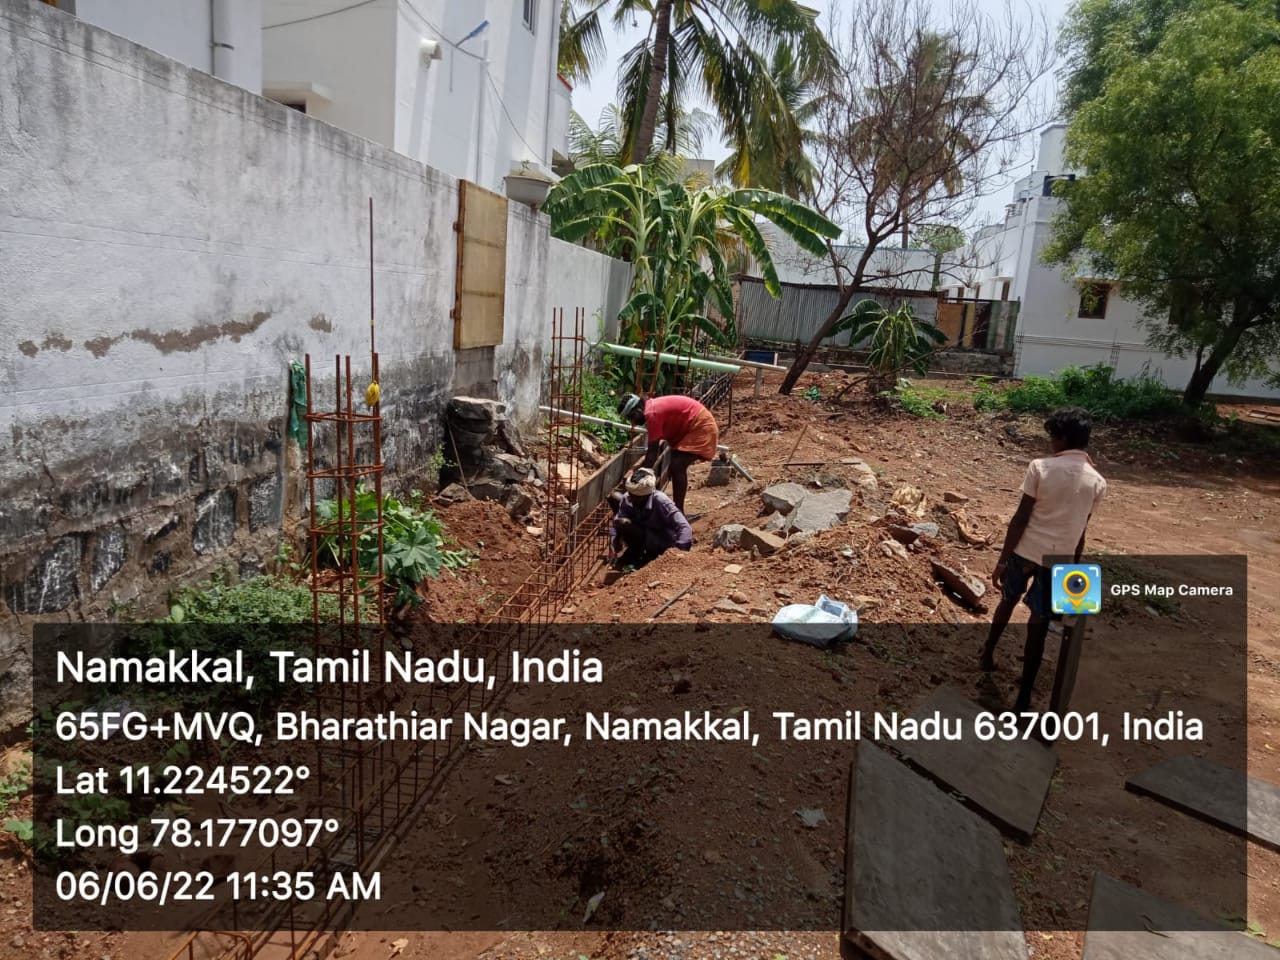 GPS Map Camera
Namakkal, Tamil Nadu, India
65FG+MVQ, Bharathiar Nagar, Namakkal, Tamil Nadu 637001, India
Lat 11.224522°
Long 78.177097°
06/06/22 11:35 AM